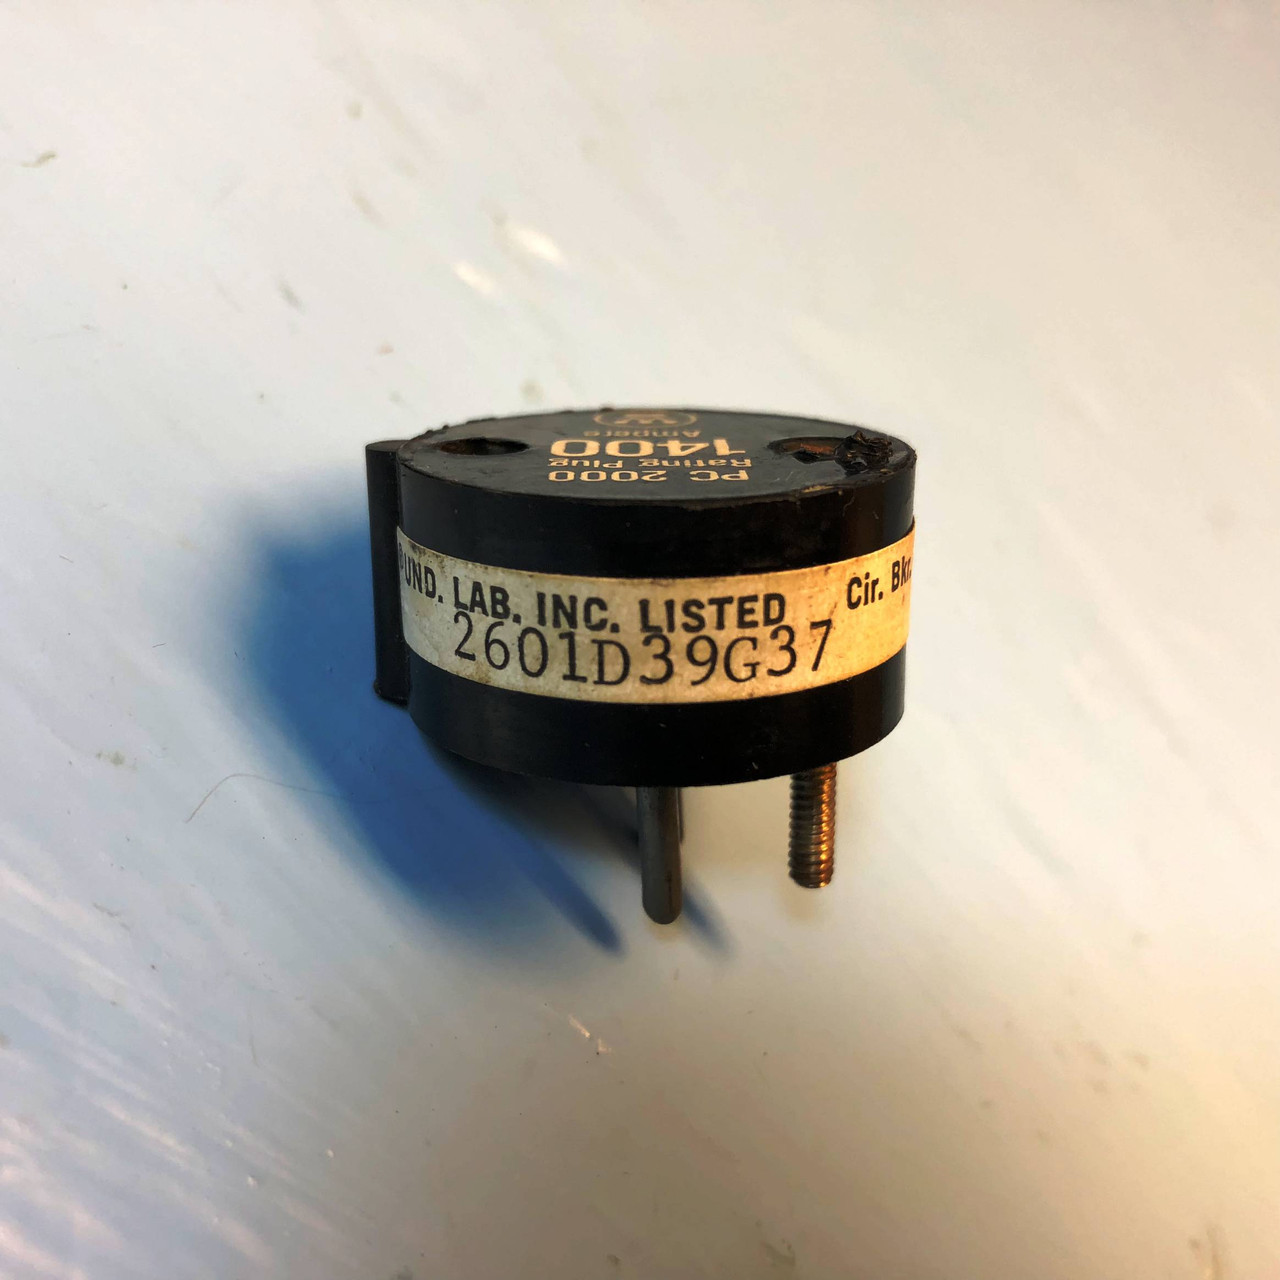 PC 2000
Rating Plug
1400
Ampere
W
UND. LAB. INC. LISTED Cir. Bkr.
2601D39G37